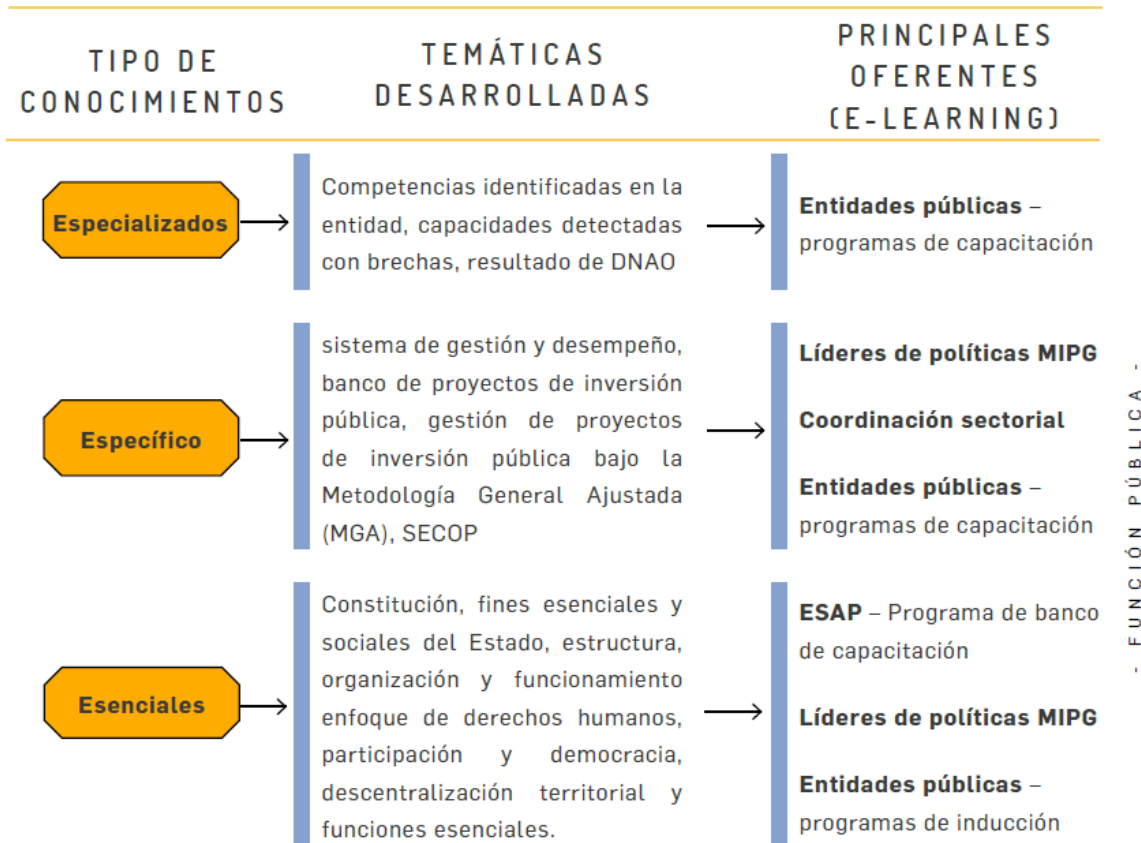 TIPO DE
CONOCIMIENTOS
TEMÁTICAS
DESARROLLADAS
PRINCIPALES
OFERENTES
(E-LEARNING)
Especializados
Competencias identificadas en la
entidad, capacidades detectadas
con brechas, resultado de DNAO
Entidades públicas –
programas de capacitación
Específico
sistema de gestión y desempeño,
banco de proyectos de inversión
pública, gestión de proyectos
de inversión pública bajo la
Metodología General Ajustada
(MGA), SECOP
Líderes de políticas MIPG
Coordinación sectorial
Entidades públicas –
programas de capacitación
Esenciales
Constitución, fines esenciales y
sociales del Estado, estructura,
organización y funcionamiento
enfoque de derechos humanos,
participación y democracia,
descentralización territorial y
funciones esenciales.
ESAP – Programa de banco
de capacitación
Líderes de políticas MIPG
Entidades públicas –
programas de inducción
- FUNCIÓN PÚBLICA -